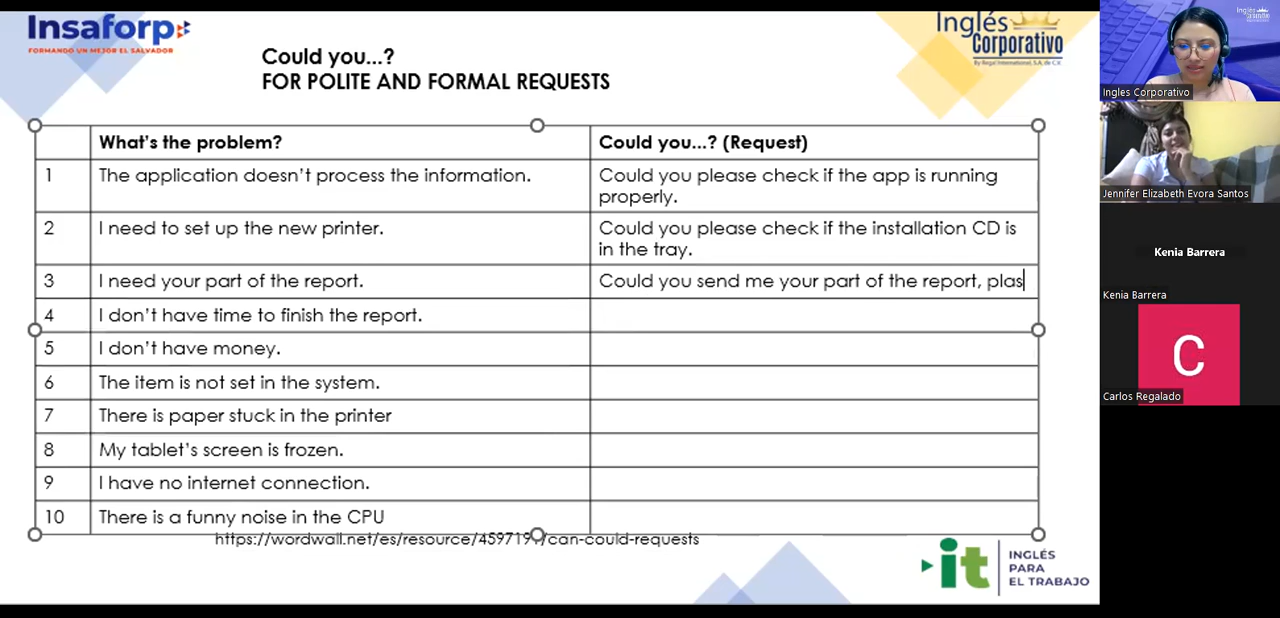 Insaforp
FORMANDO UN MEJOR EL SALVADOR
Could you...?
FOR POLITE AND FORMAL REQUESTS
Inglés
Corporativo
By Regal International, S.A. de C.V.
What's the problem?
Could you...? (Request)
1
The application doesn't process the information.
Could you please check if the app is running
properly.
2
I need to set up the new printer.
Could you please check if the installation CD is
in the tray.
3
I need your part of the report.
Could you send me your part of the report, plas
4
I don't have time to finish the report.
5
I don't have money.
6
The item is not set in the system.
7
There is paper stuck in the printer
8
My tablet's screen is frozen.
9
I have no internet connection.
10
There is a funny noise in the CPU
it
INGLÉS
PARA
EL TRABAJO
Ingles Corporativo
Jennifer Elizabeth Evora Santos
Kenia Barrera
Kenia Barrera
C
Carlos Regalado